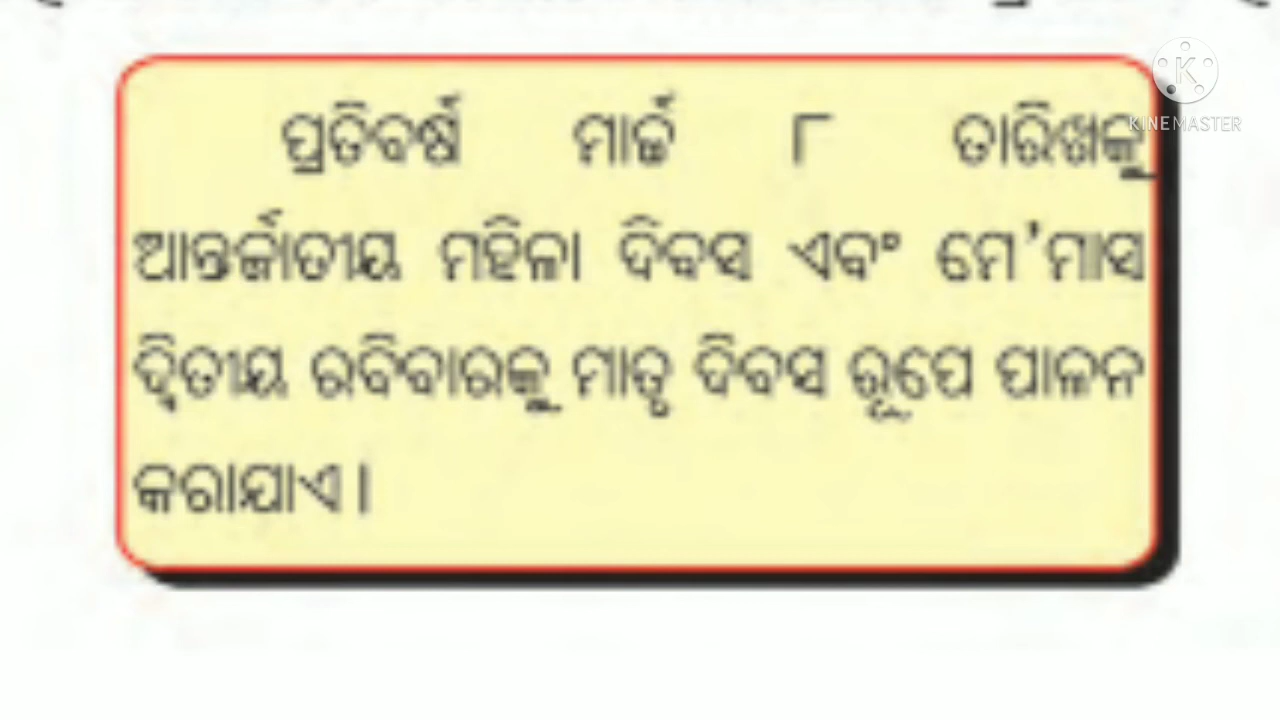 ପ୍ରତିବର୍ଷ ମାର୍ଚ୍ଚ ୮ ତାରିଖକୁ
ଆନ୍ତର୍ଜାତୀୟ ମହିଳା ଦିବସ ଏବଂ ମେ'ମାସ
ଦ୍ୱିତୀୟ ରବିବାରକୁ ମାତୃ ଦିବସ ରୂପେ ପାଳନ
କରାଯାଏ।
KINEMASTER